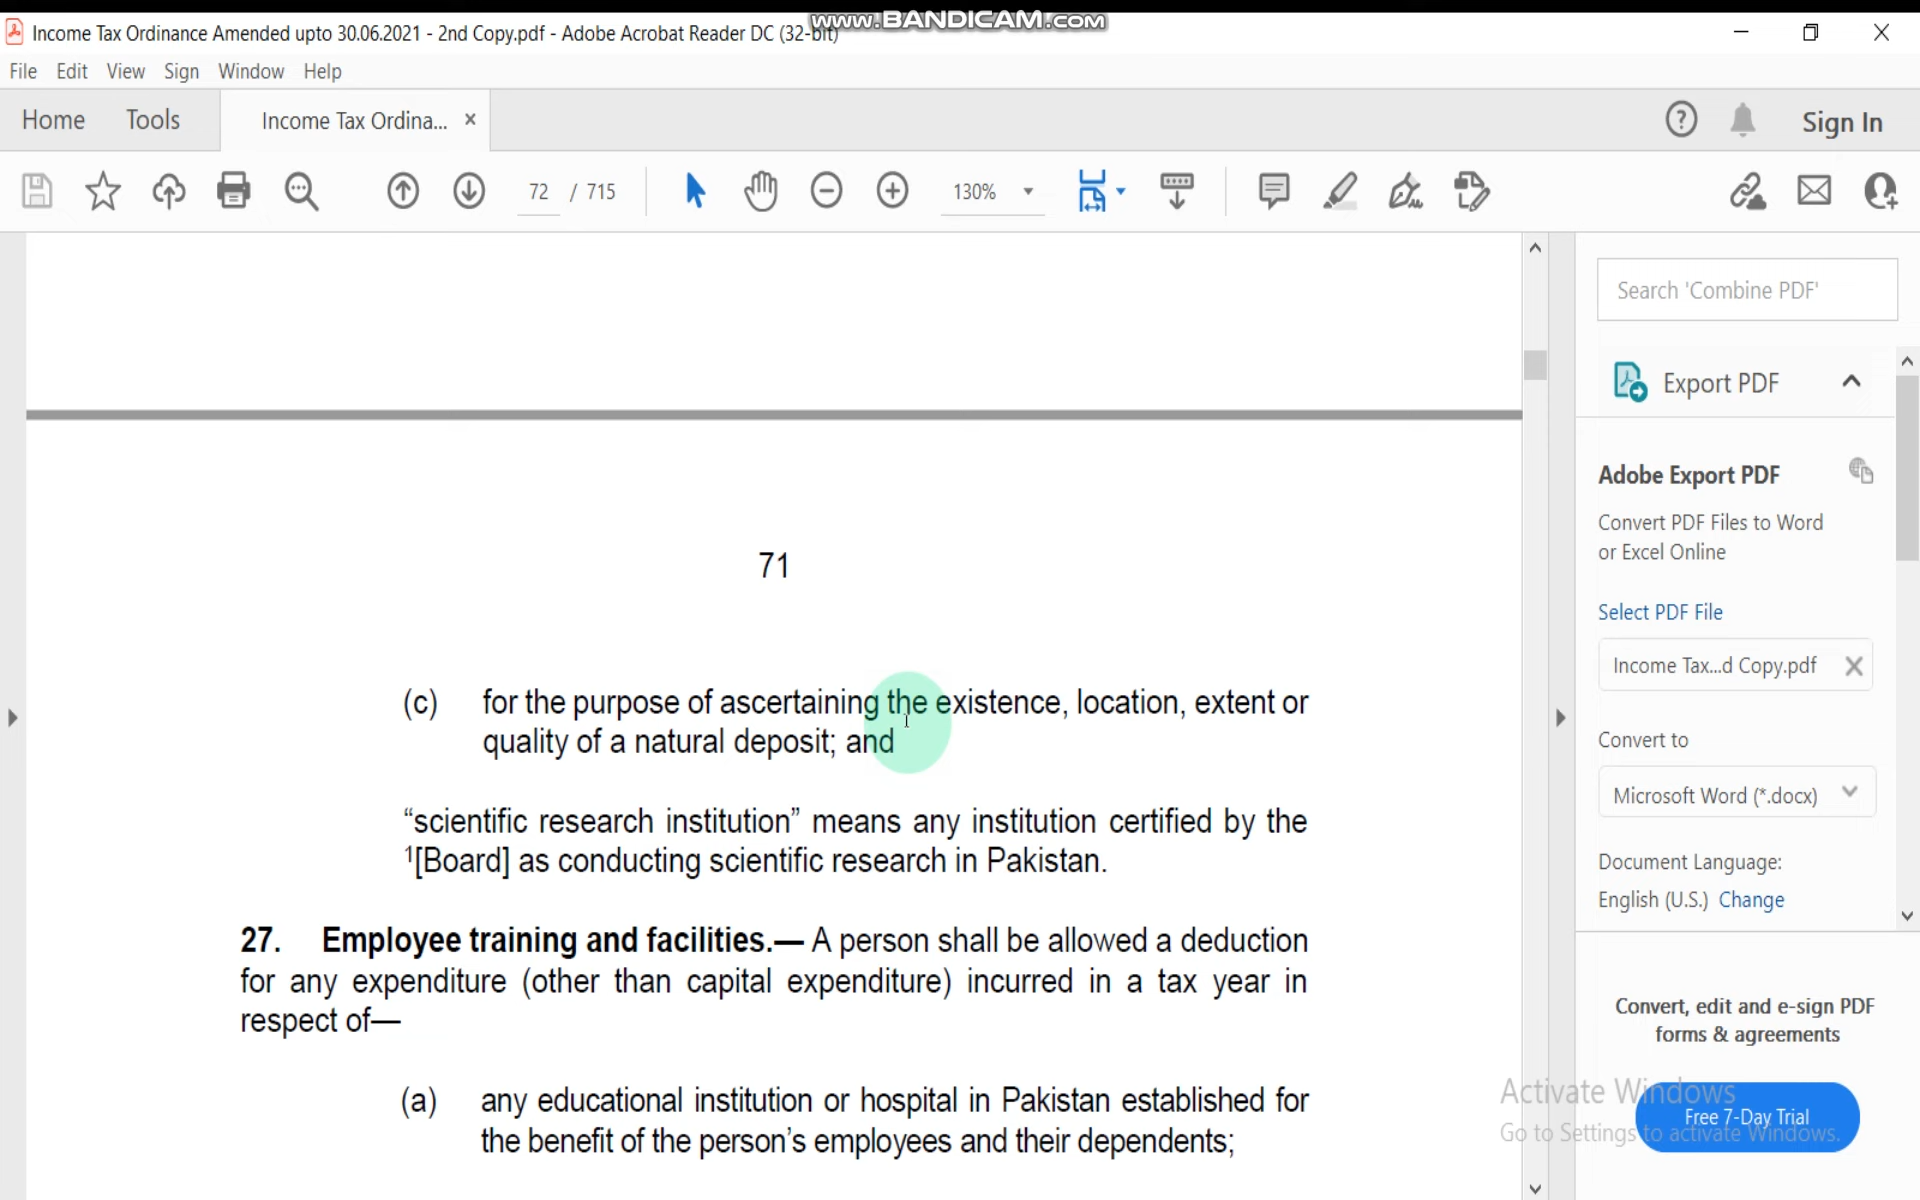 www.BANDICAM.com
Income Tax Ordinance Amended upto 30.06.2021 - 2nd Copy.pdf - Adobe Acrobat Reader DC (32-bit)
File Edit View Sign Window Help
Home Tools Income Tax Ordina... × Sign In
72 / 715 130%
Search 'Combine PDF'
Export PDF
Adobe Export PDF
Convert PDF Files to Word
or Excel Online
Select PDF File
Income Tax...d Copy.pdf
Convert to
Microsoft Word (*.docx)
Document Language:
English (U.S.) Change
Convert, edit and e-sign PDF
forms & agreements
Free 7-Day Trial
71
(c) for the purpose of ascertaining the existence, location, extent or
quality of a natural deposit; and
“scientific research institution” means any institution certified by the
1[Board] as conducting scientific research in Pakistan.
27. Employee training and facilities.— A person shall be allowed a deduction
for any expenditure (other than capital expenditure) incurred in a tax year in
respect of—
(a) any educational institution or hospital in Pakistan established for
the benefit of the person’s employees and their dependents;
Activate Windows
Go to Settings to activate Windows.